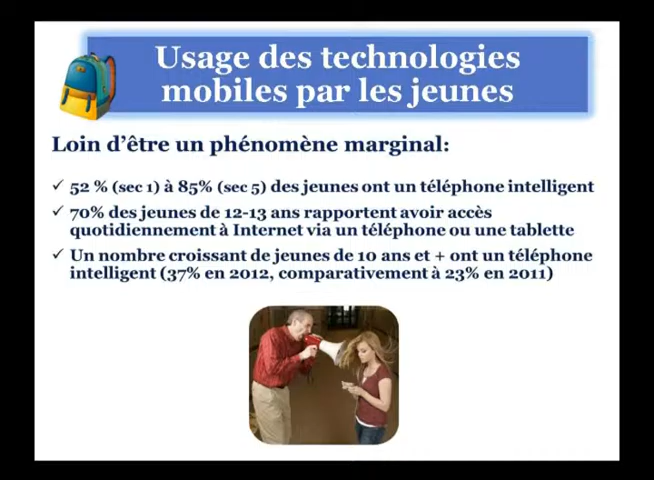 Usage des technologies
mobiles par les jeunes
Loin d'être un phénomène marginal:
✓ 52 % (sec 1) à 85% (sec 5) des jeunes ont un téléphone intelligent
✓ 70% des jeunes de 12-13 ans rapportent avoir accès
quotidiennement à Internet via un téléphone ou une tablette
✓ Un nombre croissant de jeunes de 10 ans et + ont un téléphone
intelligent (37% en 2012, comparativement à 23% en 2011)